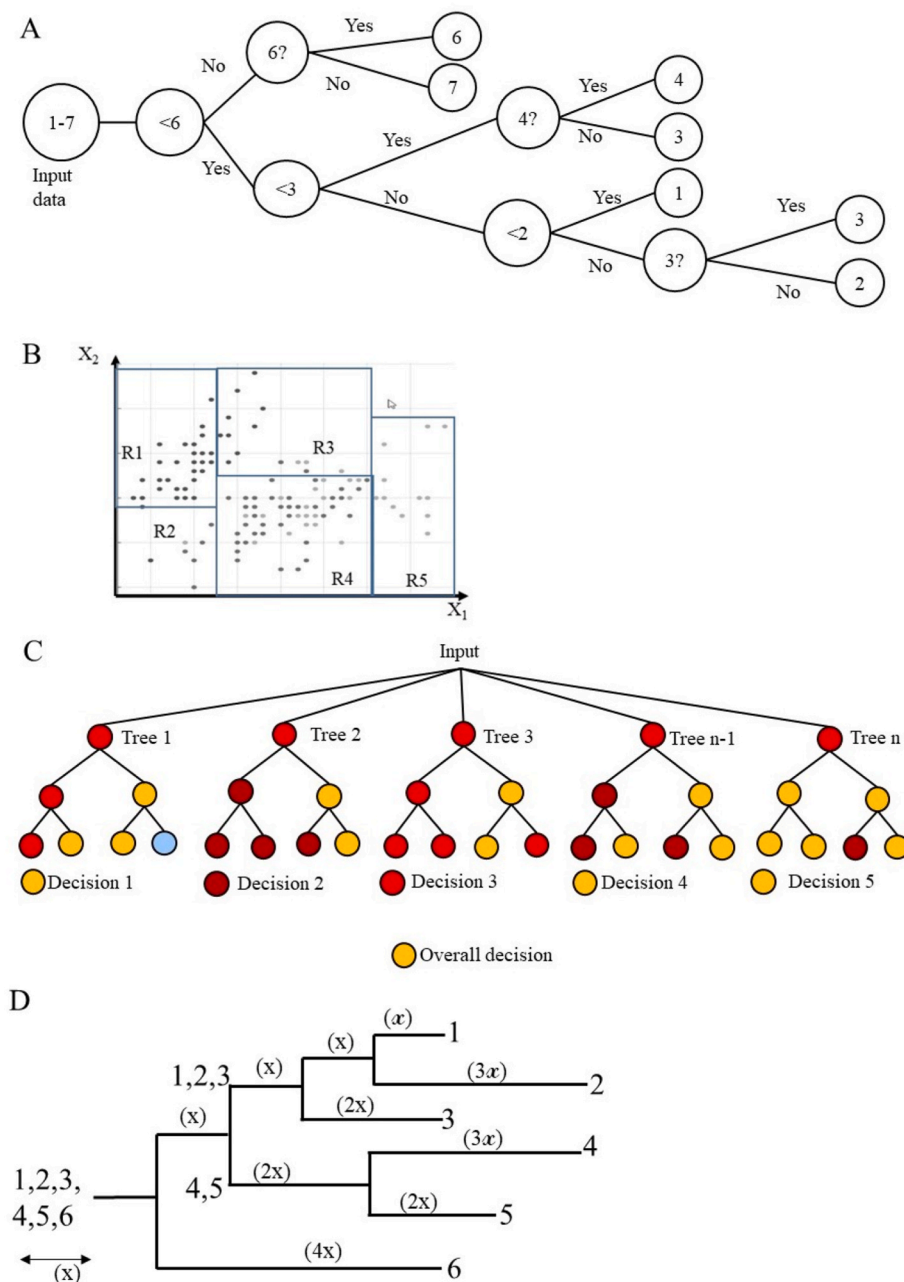 A
1-7
Input
data
<6
No
Yes
6?
Yes
No
6
7
<3
Yes
No
4?
Yes
No
4
3
<2
Yes
No
1
3?
Yes
No
3
2
B
X2
R1
R2
R3
R4
R5
X1
C
Input
Tree 1
Tree 2
Tree 3
Tree n-1
Tree n
Decision 1
Decision 2
Decision 3
Decision 4
Decision 5
Overall decision
D
1,2,3,
4,5,6
(x)
(x)
1,2,3
4,5
(x)
(x)
(x)
1
(3x)
2
(2x)
3
(2x)
(3x)
4
(2x)
5
(4x)
6